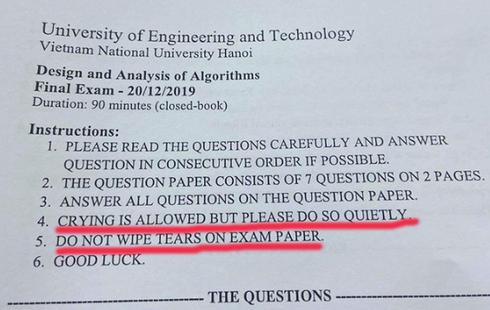 University of Engineering and Technology
Vietnam National University Hanoi
Design and Analysis of Algorithms
Final Exam - 20/12/2019
Duration: 90 minutes (closed-book)
Instructions:
1. PLEASE READ THE QUESTIONS CAREFULLY AND ANSWER
QUESTION IN CONSECUTIVE ORDER IF POSSIBLE.
2. THE QUESTION PAPER CONSISTS OF 7 QUESTIONS ON 2 PAGES.
3. ANSWER ALL QUESTIONS ON THE QUESTION PAPER.
4. CRYING IS ALLOWED BUT PLEASE DO SO QUIETLY.
5. DO NOT WIPE TEARS ON EXAM PAPER.
6. GOOD LUCK.
THE QUESTIONS